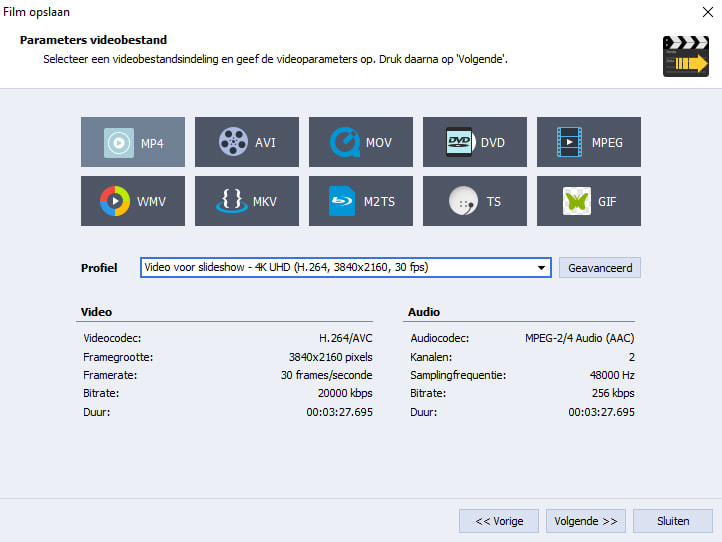 Film opslaan
Parameters videobestand
Selecteer een videobestandsindeling en geef de videoparameters op. Druk daarna op 'Volgende'.
MP4 AVI MOV DVD DVD MPEG
WMV MKV M2TS TS GIF
Profiel Video voor slideshow - 4K UHD (H.264, 3840x2160, 30 fps) Geavanceerd
Video Audio
Videocodec: H.264/AVC Audiocodec: MPEG-2/4 Audio (AAC)
Framegrootte: 3840x2160 pixels Kanalen: 2
Framerate: 30 frames/seconde Samplingfrequentie: 48000 Hz
Bitrate: 20000 kbps Bitrate: 256 kbps
Duur: 00:03:27.695 Duur: 00:03:27.695
<< Vorige Volgende >> Sluiten